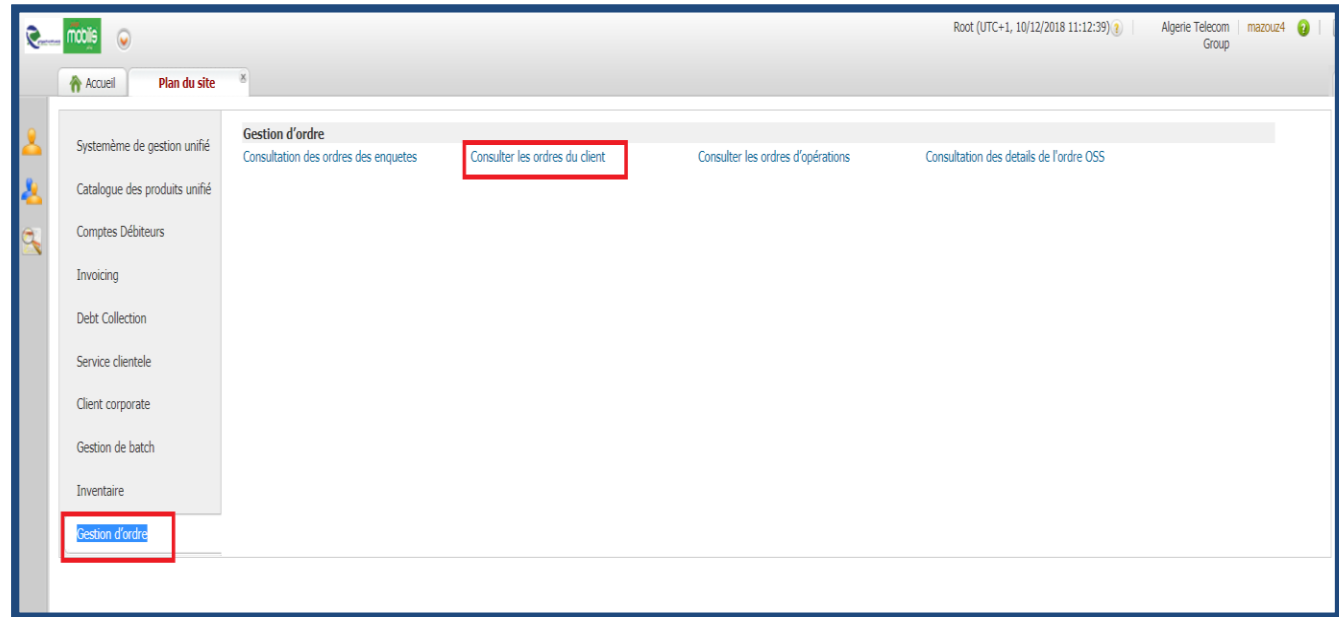 mobilis
Root (UTC+1, 10/12/2018 11:12:39)
Algerie Telecom Group
mazouz4
Accueil
Plan du site
Systemème de gestion unifié
Catalogue des produits unifié
Comptes Débiteurs
Invoicing
Debt Collection
Service clientele
Client corporate
Gestion de batch
Inventaire
Gestion d'ordre
Gestion d'ordre
Consultation des ordres des enquetes
Consulter les ordres du client
Consulter les ordres d'opérations
Consultation des details de l'ordre OSS